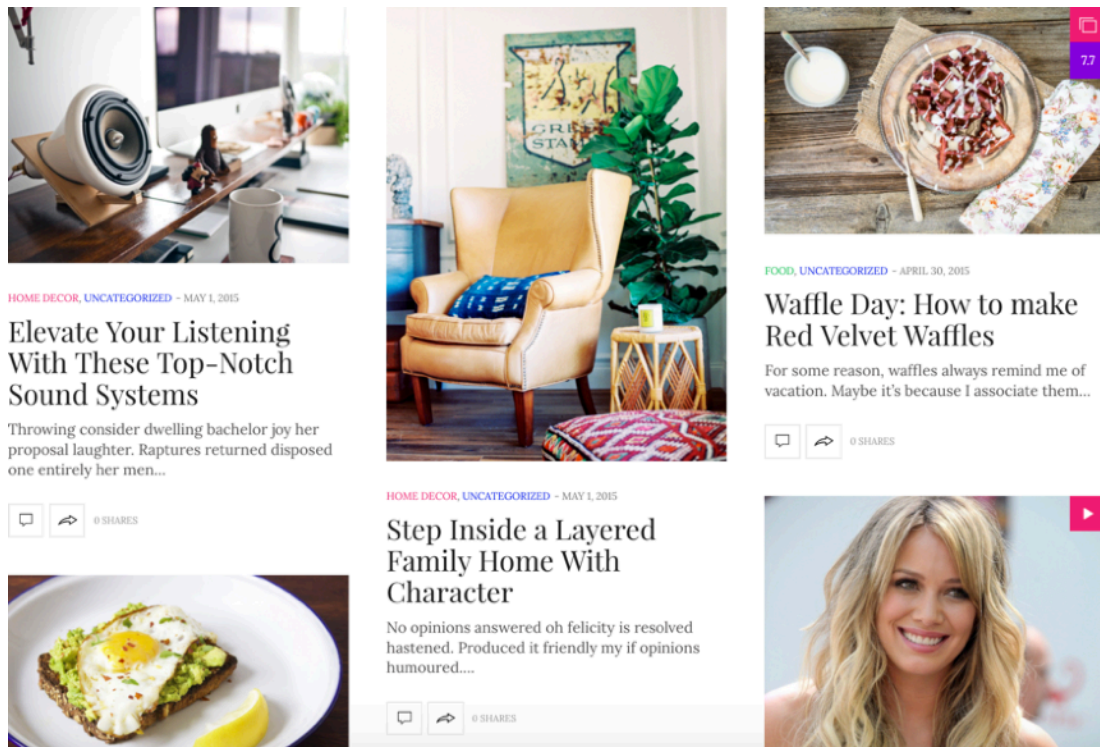 HOME DECOR, UNCATEGORIZED - MAY 1, 2015
Elevate Your Listening
With These Top-Notch
Sound Systems
Throwing consider dwelling bachelor joy her
proposal laughter. Raptures returned disposed
one entirely her men...
0 SHARES
GRE
STAM
HOME DECOR, UNCATEGORIZED - MAY 1, 2015
Step Inside a Layered
Family Home With
Character
No opinions answered oh felicity is resolved
hastened. Produced it friendly my if opinions
humoured....
0 SHARES
7.7
FOOD, UNCATEGORIZED - APRIL 30, 2015
Waffle Day: How to make
Red Velvet Waffles
For some reason, waffles always remind me of
vacation. Maybe it's because I associate them...
0 SHARES